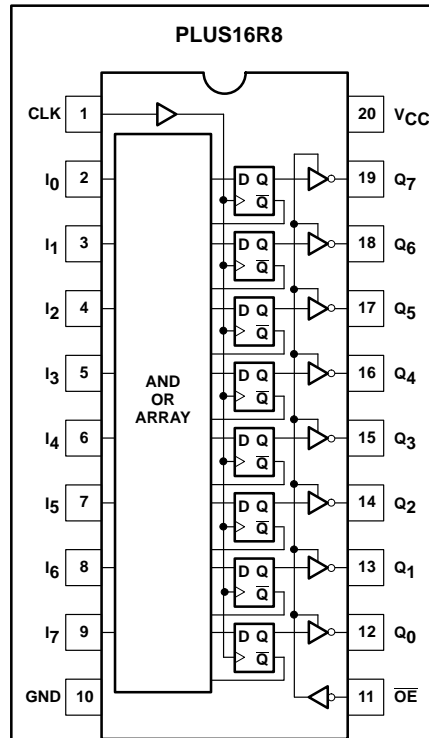 PLUS16R8
CLK 1 20 VCC
I0 2 D Q Q̅ 19 Q7
I1 3 D Q Q̅ 18 Q6
I2 4 D Q Q̅ 17 Q5
I3 5 D Q Q̅ 16 Q4
AND
OR
ARRAY
I4 6 D Q Q̅ 15 Q3
I5 7 D Q Q̅ 14 Q2
I6 8 D Q Q̅ 13 Q1
I7 9 D Q Q̅ 12 Q0
GND 10 11 O̅E̅